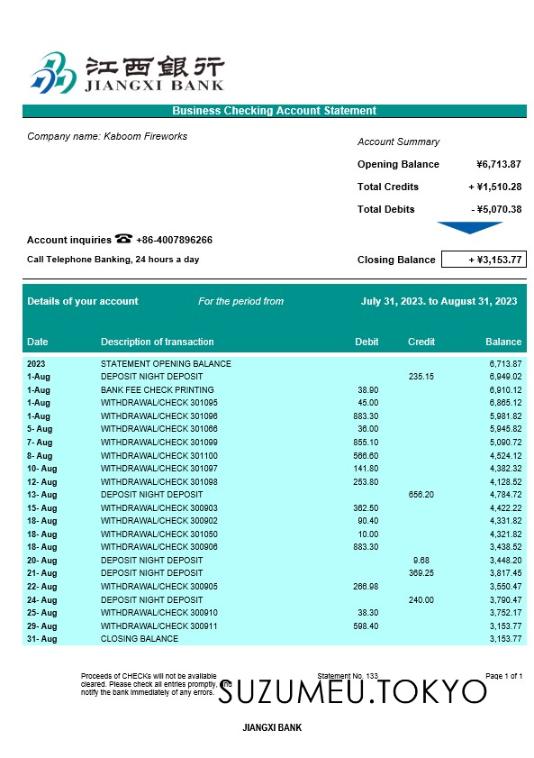 江西銀行
JIANGXI BANK
Business Checking Account Statement
Company name: Kaboom Fireworks
Account Summary
Opening Balance ¥6,713.87
Total Credits + ¥1,510.28
Total Debits - ¥5,070.38
Account inquiries ☎ +86-4007896266
Call Telephone Banking, 24 hours a day
Closing Balance + ¥3,153.77
Details of your account For the period from July 31, 2023. to August 31, 2023
Date Description of transaction Debit Credit Balance
2023 STATEMENT OPENING BALANCE 6,713.87
1-Aug DEPOSIT NIGHT DEPOSIT 235.15 6,949.02
1-Aug BANK FEE CHECK PRINTING 38.90 6,910.12
1-Aug WITHDRAWAL/CHECK 301095 45.00 6,865.12
1-Aug WITHDRAWAL/CHECK 301096 883.30 5,981.82
5- Aug WITHDRAWAL/CHECK 301066 36.00 5,945.82
7- Aug WITHDRAWAL/CHECK 301099 855.10 5,090.72
8- Aug WITHDRAWAL/CHECK 301100 566.60 4,524.12
10- Aug WITHDRAWAL/CHECK 301097 141.80 4,382.32
12- Aug WITHDRAWAL/CHECK 301098 253.80 4,128.52
13- Aug DEPOSIT NIGHT DEPOSIT 656.20 4,784.72
15- Aug WITHDRAWAL/CHECK 300903 362.50 4,422.22
18- Aug WITHDRAWAL/CHECK 300902 90.40 4,331.82
18- Aug WITHDRAWAL/CHECK 301050 10.00 4,321.82
18- Aug WITHDRAWAL/CHECK 300906 883.30 3,438.52
20- Aug DEPOSIT NIGHT DEPOSIT 9.68 3,448.20
21- Aug DEPOSIT NIGHT DEPOSIT 369.25 3,817.45
22- Aug WITHDRAWAL/CHECK 300905 266.98 3,550.47
24- Aug DEPOSIT NIGHT DEPOSIT 240.00 3,790.47
25- Aug WITHDRAWAL/CHECK 300910 38.30 3,752.17
29- Aug WITHDRAWAL/CHECK 300911 598.40 3,153.77
31- Aug CLOSING BALANCE 3,153.77
Proceeds of CHECKs will not be available Statement No. 133 Page 1 of 1
cleared. Please check all entries promptly, and
notify the bank immediately of any errors.
SUZUMEU.TOKYO
JIANGXI BANK